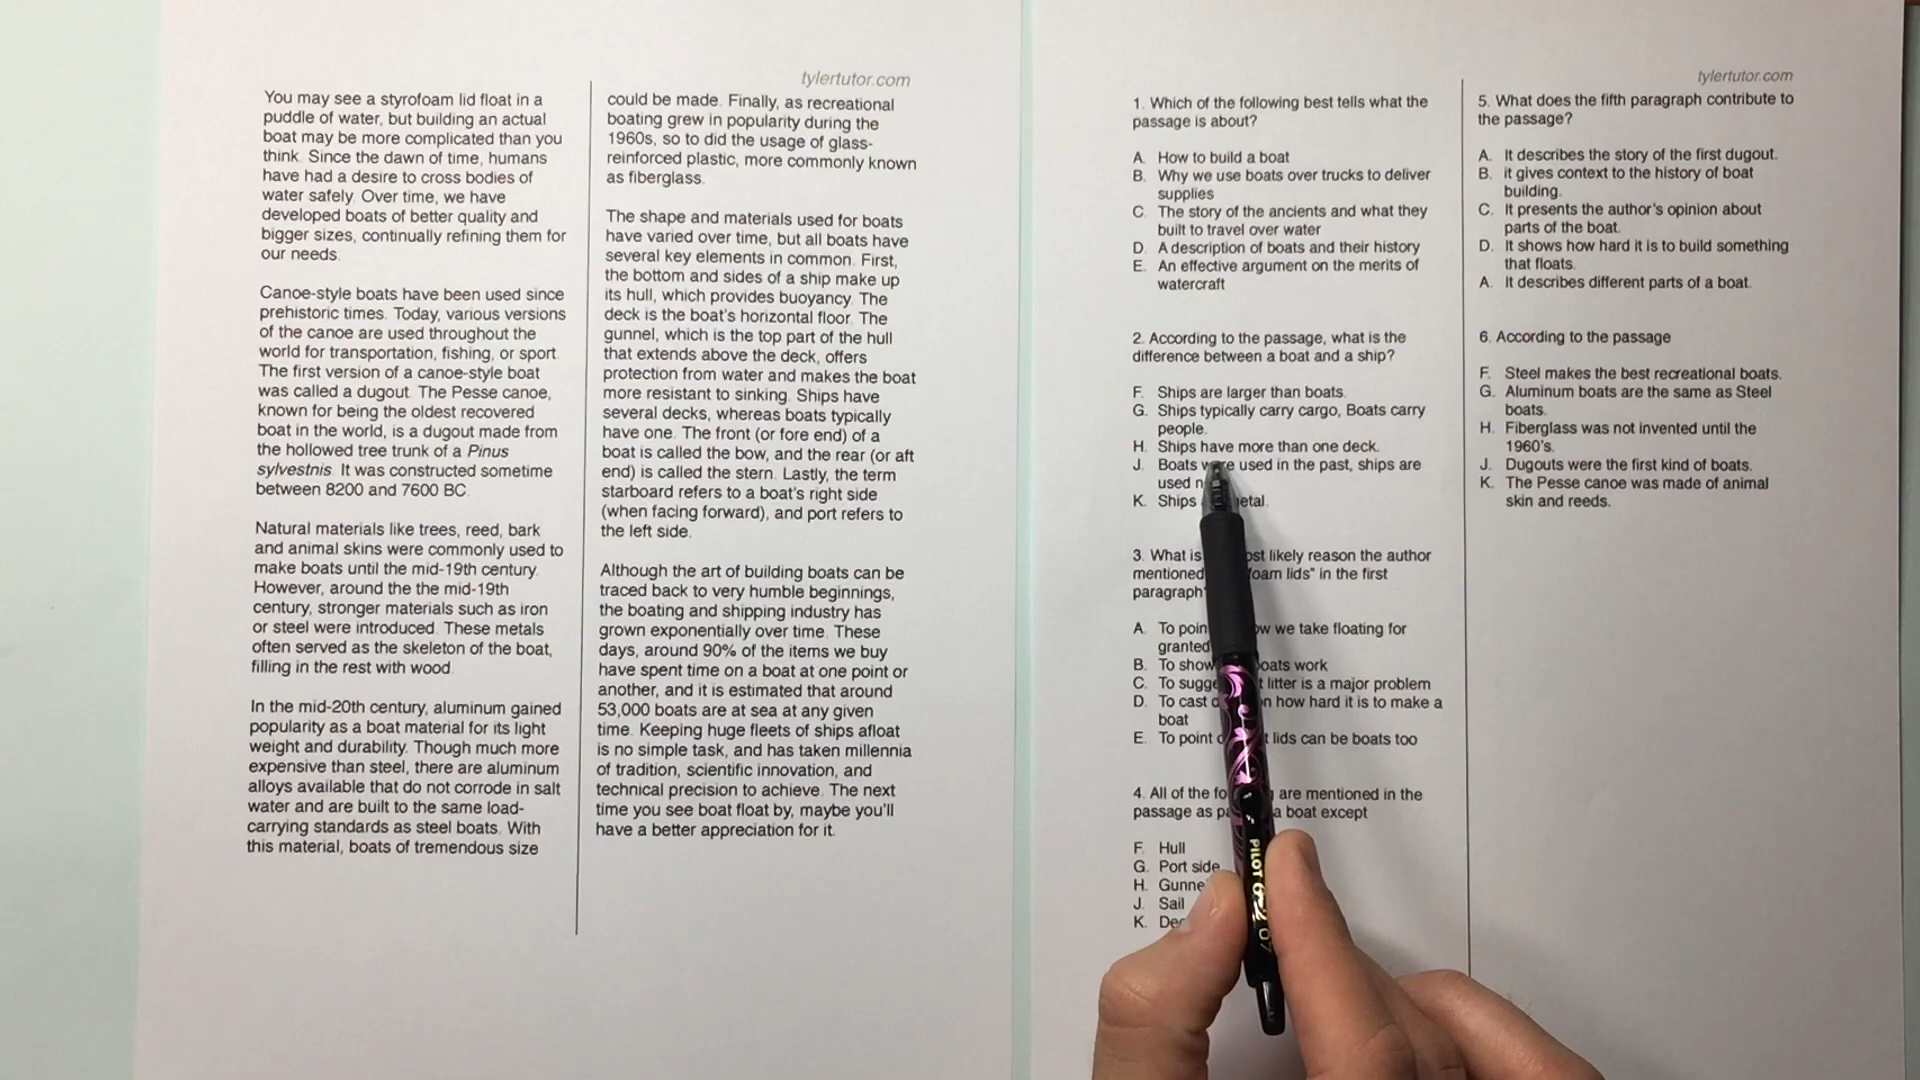 tylertutor.com
You may see a styrofoam lid float in a
puddle of water, but building an actual
boat may be more complicated than you
think. Since the dawn of time, humans
have had a desire to cross bodies of
water safely. Over time, we have
developed boats of better quality and
bigger sizes, continually refining them for
our needs.
Canoe-style boats have been used since
prehistoric times. Today, various versions
of the canoe are used throughout the
world for transportation, fishing, or sport.
The first version of a canoe-style boat
was called a dugout. The Pesse canoe,
known for being the oldest recovered
boat in the world, is a dugout made from
the hollowed tree trunk of a Pinus
sylvestnis. It was constructed sometime
between 8200 and 7600 BC.
Natural materials like trees, reed, bark
and animal skins were commonly used to
make boats until the mid-19th century.
However, around the the mid-19th
century, stronger materials such as iron
or steel were introduced. These metals
often served as the skeleton of the boat,
filling in the rest with wood.
In the mid-20th century, aluminum gained
popularity as a boat material for its light
weight and durability. Though much more
expensive than steel, there are aluminum
alloys available that do not corrode in salt
water and are built to the same load-
carrying standards as steel boats. With
this material, boats of tremendous size
could be made. Finally, as recreational
boating grew in popularity during the
1960s, so to did the usage of glass-
reinforced plastic, more commonly known
as fiberglass.
The shape and materials used for boats
have varied over time, but all boats have
several key elements in common. First,
the bottom and sides of a ship make up
its hull, which provides buoyancy. The
deck is the boat's horizontal floor. The
gunnel, which is the top part of the hull
that extends above the deck, offers
protection from water and makes the boat
more resistant to sinking. Ships have
several decks, whereas boats typically
have one. The front (or fore end) of a
boat is called the bow, and the rear (or aft
end) is called the stern. Lastly, the term
starboard refers to a boat's right side
(when facing forward), and port refers to
the left side.
Although the art of building boats can be
traced back to very humble beginnings,
the boating and shipping industry has
grown exponentially over time. These
days, around 90% of the items we buy
have spent time on a boat at one point or
another, and it is estimated that around
53,000 boats are at sea at any given
time. Keeping huge fleets of ships afloat
is no simple task, and has taken millennia
of tradition, scientific innovation, and
technical precision to achieve. The next
time you see boat float by, maybe you'll
have a better appreciation for it.
tylertutor.com
1. Which of the following best tells what the
passage is about?
A. How to build a boat
B. Why we use boats over trucks to deliver
supplies
C. The story of the ancients and what they
built to travel over water
D. A description of boats and their history
E. An effective argument on the merits of
watercraft
2. According to the passage, what is the
difference between a boat and a ship?
F. Ships are larger than boats.
G. Ships typically carry cargo, Boats carry
people.
H. Ships have more than one deck.
J. Boats were used in the past, ships are
used
K. Ships
3. What is likely reason the author
mentioned lids" in the first
paragraph
A. To we take floating for
granted
B. To show work
C. To litter is a major problem
D. To cast how hard it is to make a
boat
E. To point lids can be boats too
4. All of the are mentioned in the
passage as a boat except
F. Hull
G. Port side
H.
J. Sail
K.
5. What does the fifth paragraph contribute to
the passage?
A. It describes the story of the first dugout.
B. it gives context to the history of boat
building.
C. It presents the author's opinion about
parts of the boat.
D. It shows how hard it is to build something
that floats.
A. It describes different parts of a boat.
6. According to the passage
F. Steel makes the best recreational boats.
G. Aluminum boats are the same as Steel
boats.
H. Fiberglass was not invented until the
1960's.
J. Dugouts were the first kind of boats.
K. The Pesse canoe was made of animal
skin and reeds.
PILOT G-2 07